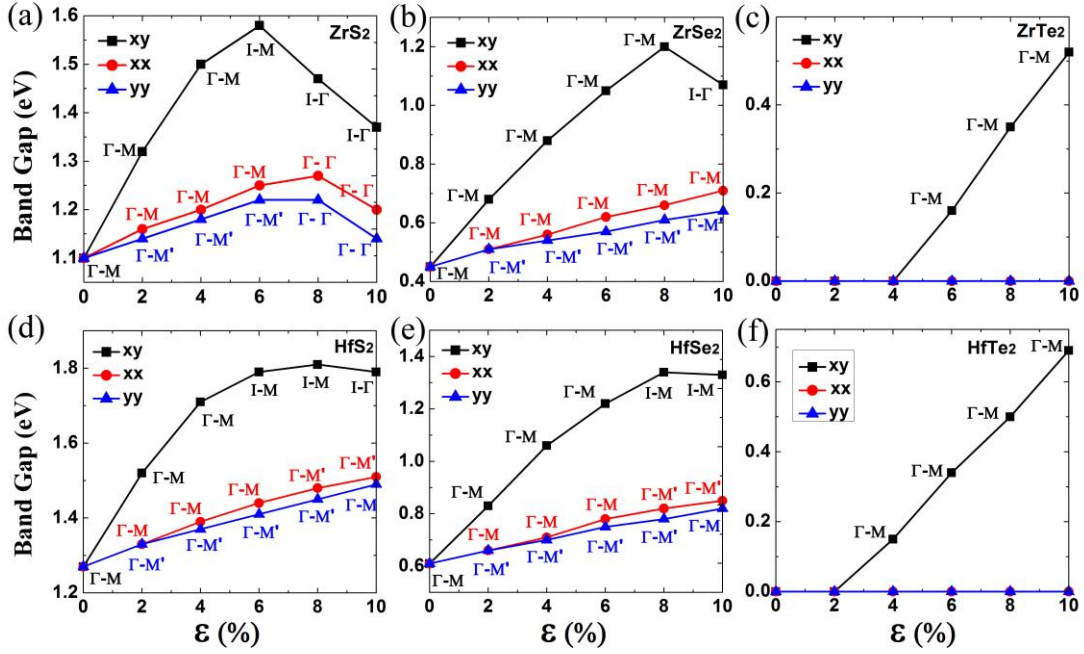 (a)
ZrS2
xy
xx
yy
1.6
1.5
1.4
1.3
1.2
1.1
Γ-M
Γ-M
Γ-M
I-M
I-Γ
I-Γ
Γ-M
Γ-M
Γ-M
Γ- Γ
Γ- Γ
Γ-M'
Γ-M'
Γ-M'
Γ- Γ
Γ- Γ
0 2 4 6 8 10
Band Gap (eV)
(b)
ZrSe2
xy
xx
yy
1.2
1.0
0.8
0.6
0.4
Γ-M
Γ-M
Γ-M
Γ-M
Γ-M
I-Γ
Γ-M
Γ-M
Γ-M
Γ-M
Γ-M
Γ-M'
Γ-M'
Γ-M'
Γ-M'
Γ-M'
0 2 4 6 8 10
(c)
ZrTe2
xy
xx
yy
0.4
0.2
0.0
Γ-M
Γ-M
Γ-M
0 2 4 6 8 10
(d)
HfS2
xy
xx
yy
1.8
1.6
1.4
1.2
Γ-M
Γ-M
Γ-M
I-M
I-M
I-Γ
Γ-M
Γ-M
Γ-M
Γ-M'
Γ-M'
Γ-M'
Γ-M'
Γ-M'
Γ-M'
Γ-M
0 2 4 6 8 10
Band Gap (eV)
ε (%)
(e)
HfSe2
xy
xx
yy
1.4
1.2
1.0
0.8
0.6
Γ-M
Γ-M
Γ-M
Γ-M
I-M
I-Γ
Γ-M
Γ-M
Γ-M
Γ-M'
Γ-M'
Γ-M'
Γ-M'
Γ-M'
Γ-M'
Γ-M
0 2 4 6 8 10
ε (%)
(f)
HfTe2
xy
xx
yy
0.6
0.4
0.2
0.0
Γ-M
Γ-M
Γ-M
Γ-M
0 2 4 6 8 10
ε (%)